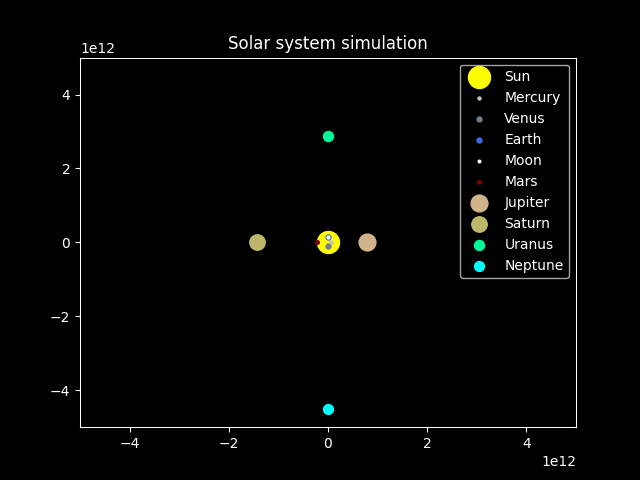 Solar system simulation
1e12
Sun
Mercury
Venus
Earth
Moon
Mars
Jupiter
Saturn
Uranus
Neptune
4
2
0
−2
−4
−4 −2 0 2 4
1e12